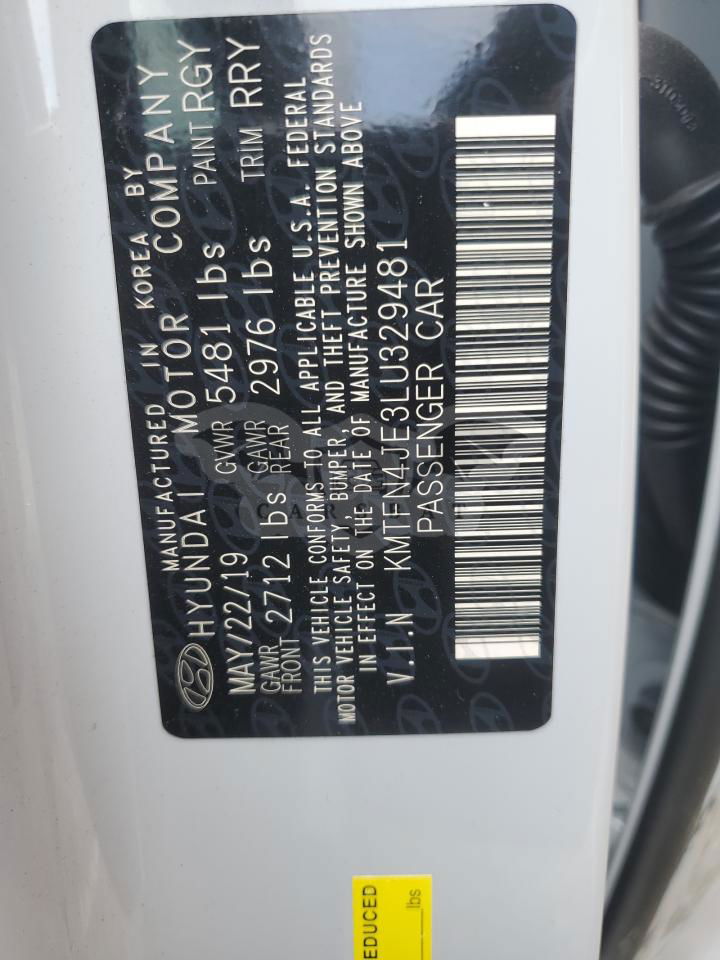 MANUFACTURED IN KOREA BY
HYUNDAI MOTOR COMPANY
MAY/22/19 GVWR 5481 lbs PAINT RGY
GAWR FRONT 2712 lbs GAWR REAR 2976 lbs TRIM RRY
THIS VEHICLE CONFORMS TO ALL APPLICABLE U.S.A. FEDERAL
MOTOR VEHICLE SAFETY, BUMPER, AND THEFT PREVENTION STANDARDS
IN EFFECT ON THE DATE OF MANUFACTURE SHOWN ABOVE
V.I.N KMTFN4JE3LU329481
PASSENGER CAR
EDUCED
lbs